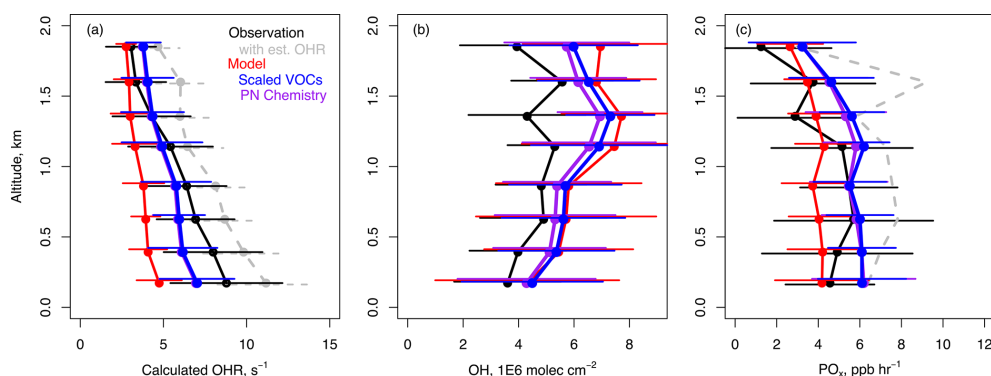 (a)
Observation
with est. OHR
Model
Scaled VOCs
PN Chemistry
(b)
(c)
Altitude, km
0.0 0.5 1.0 1.5 2.0
0 5 10 15
Calculated OHR, s⁻¹
0.0 0.5 1.0 1.5 2.0
0 2 4 6 8
OH, 1E6 molec cm⁻²
0.0 0.5 1.0 1.5 2.0
0 2 4 6 8 10 12
POₓ, ppb hr⁻¹